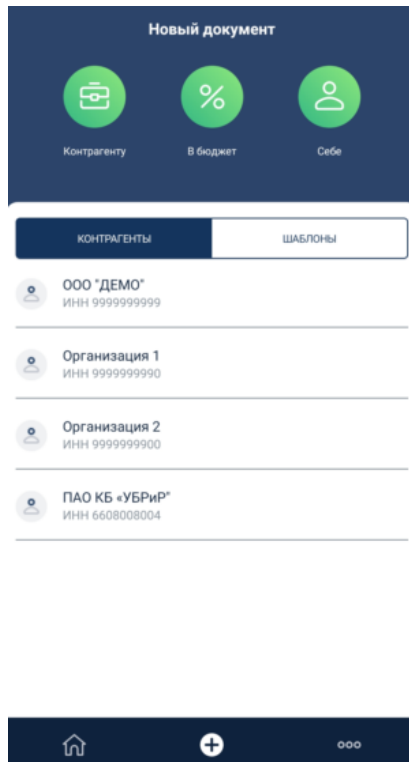 Новый документ
Контрагенту
В бюджет
Себе
КОНТРАГЕНТЫ
ШАБЛОНЫ
ООО "ДЕМО"
ИНН 9999999999
Организация 1
ИНН 9999999990
Организация 2
ИНН 9999999900
ПАО КБ «УБРиР"
ИНН 6608008004